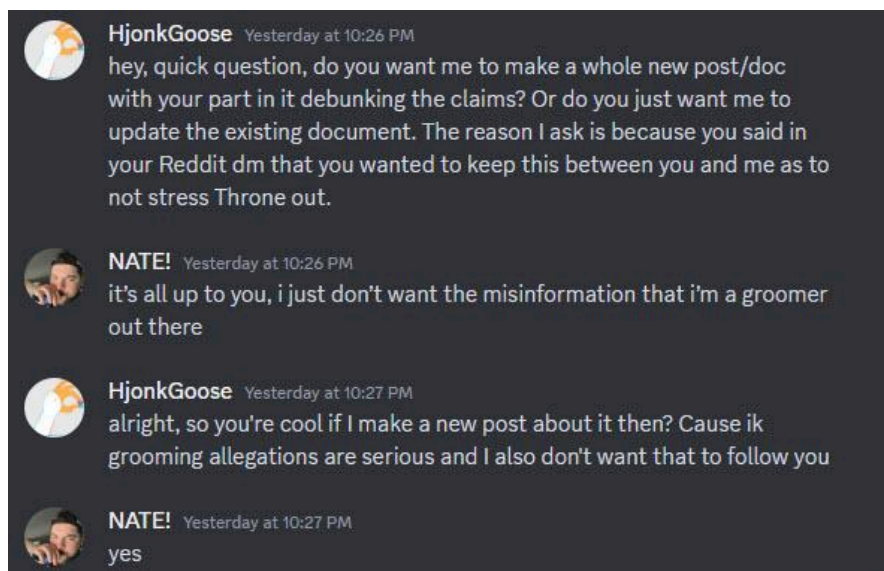 HjonkGoose Yesterday at 10:26 PM
hey, quick question, do you want me to make a whole new post/doc
with your part in it debunking the claims? Or do you just want me to
update the existing document. The reason I ask is because you said in
your Reddit dm that you wanted to keep this between you and me as to
not stress Throne out.
NATE! Yesterday at 10:26 PM
it's all up to you, i just don't want the misinformation that i'm a groomer
out there
HjonkGoose Yesterday at 10:27 PM
alright, so you're cool if I make a new post about it then? Cause ik
grooming allegations are serious and I also don't want that to follow you
NATE! Yesterday at 10:27 PM
yes